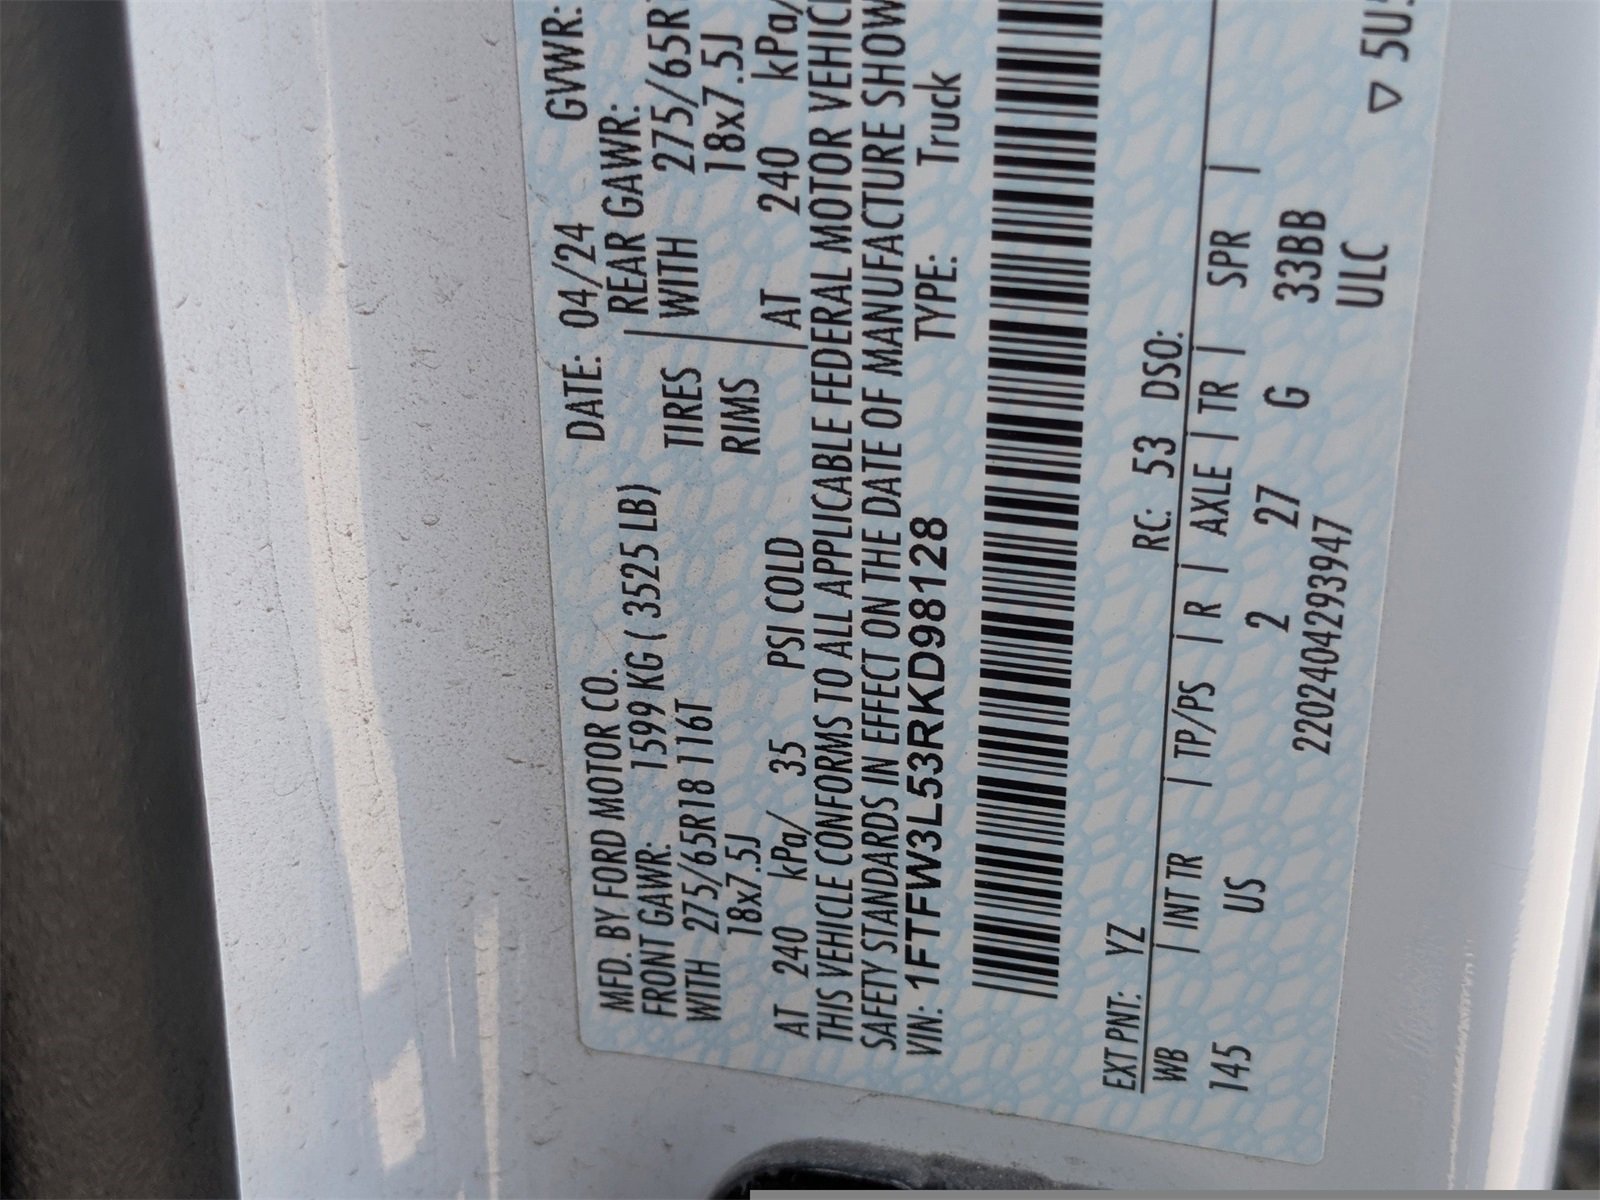 MFD. BY FORD MOTOR CO.
DATE: 04/24 GVWR:
FRONT GAWR: 1599 KG ( 3525 LB) REAR GAWR:
WITH 275/65R18 116T TIRES WITH 275/65R
18x7.5J RIMS 18x7.5J
AT 240 kPa/ 35 PSI COLD AT 240 kPa/
THIS VEHICLE CONFORMS TO ALL APPLICABLE FEDERAL MOTOR VEHICL
SAFETY STANDARDS IN EFFECT ON THE DATE OF MANUFACTURE SHOW
VIN: 1FTFW3L53RKD98128 TYPE: Truck
EXT PNT: YZ RC: 53 DSO:
WB | INT TR | TP/PS | R | AXLE | TR | SPR |
145 US 2 27 G 33BB
220240429​3947 ULC
▽ 5U5